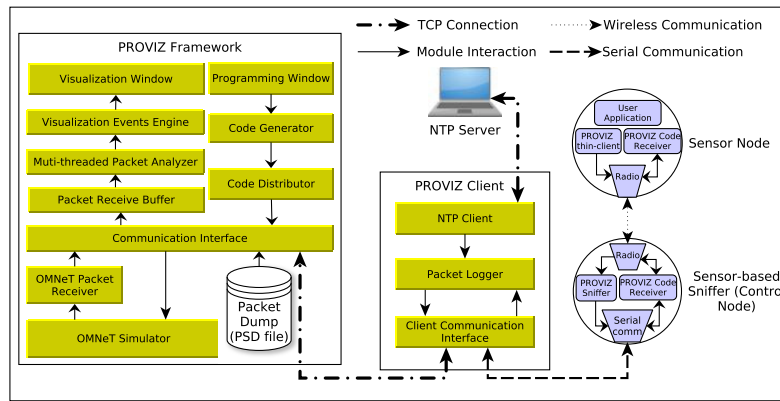 TCP Connection
Wireless Communication
Module Interaction
Serial Communication
PROVIZ Framework
Visualization Window
Programming Window
Visualization Events Engine
Code Generator
Muti-threaded Packet Analyzer
Code Distributor
Packet Receive Buffer
Communication Interface
OMNeT Packet
Receiver
OMNeT Simulator
Packet
Dump
(PSD file)
NTP Server
PROVIZ Client
NTP Client
Packet Logger
Client Communication
Interface
User
Application
PROVIZ
thin-client
PROVIZ Code
Receiver
Radio
Sensor Node
Radio
PROVIZ
Sniffer
PROVIZ Code
Receiver
Serial
comm
Sensor-based
Sniffer (Control
Node)